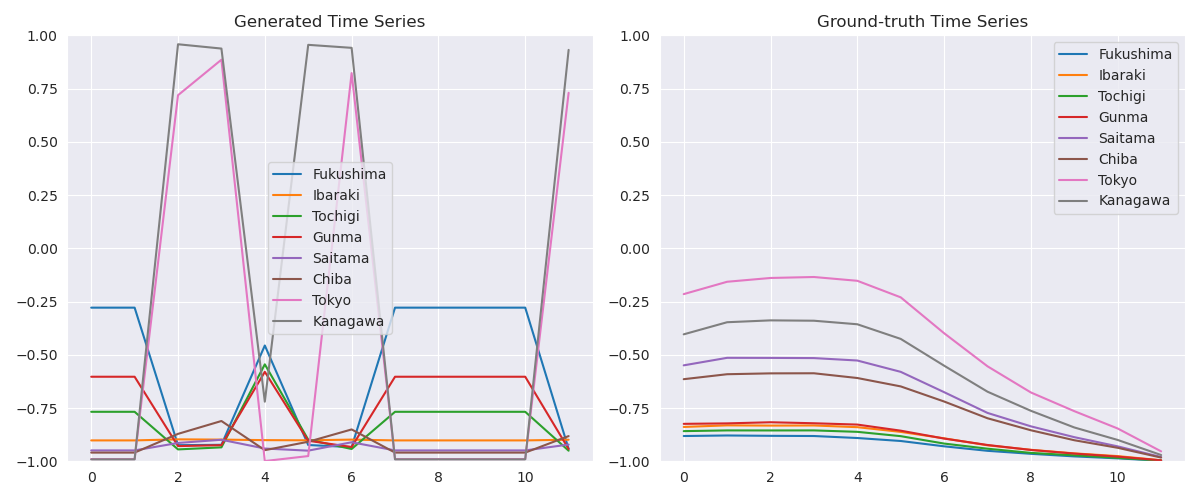 Generated Time Series
1.00
0.75
0.50
0.25
0.00
−0.25
−0.50
−0.75
−1.00
0 2 4 6 8 10
Fukushima
Ibaraki
Tochigi
Gunma
Saitama
Chiba
Tokyo
Kanagawa
Ground-truth Time Series
1.00
0.75
0.50
0.25
0.00
−0.25
−0.50
−0.75
−1.00
0 2 4 6 8 10
Fukushima
Ibaraki
Tochigi
Gunma
Saitama
Chiba
Tokyo
Kanagawa